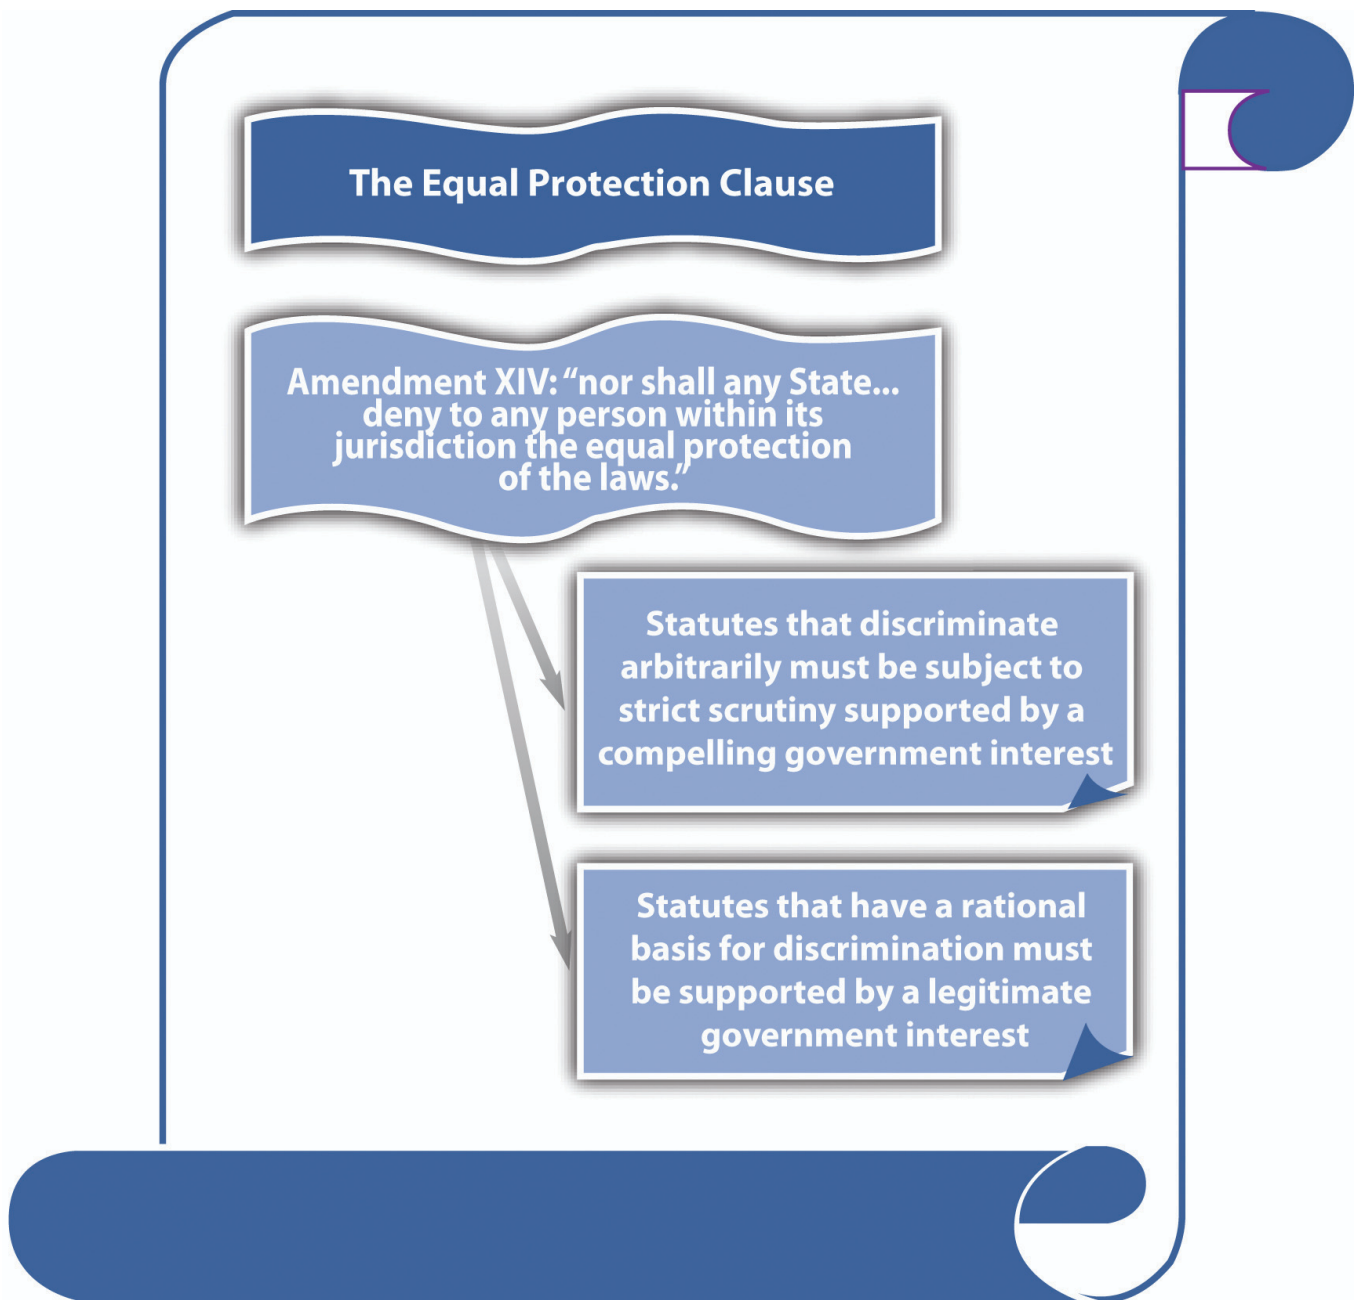 The Equal Protection Clause
Amendment XIV: “nor shall any State...
deny to any person within its
jurisdiction the equal protection
of the laws.”
Statutes that discriminate
arbitrarily must be subject to
strict scrutiny supported by a
compelling government interest
Statutes that have a rational
basis for discrimination must
be supported by a legitimate
government interest